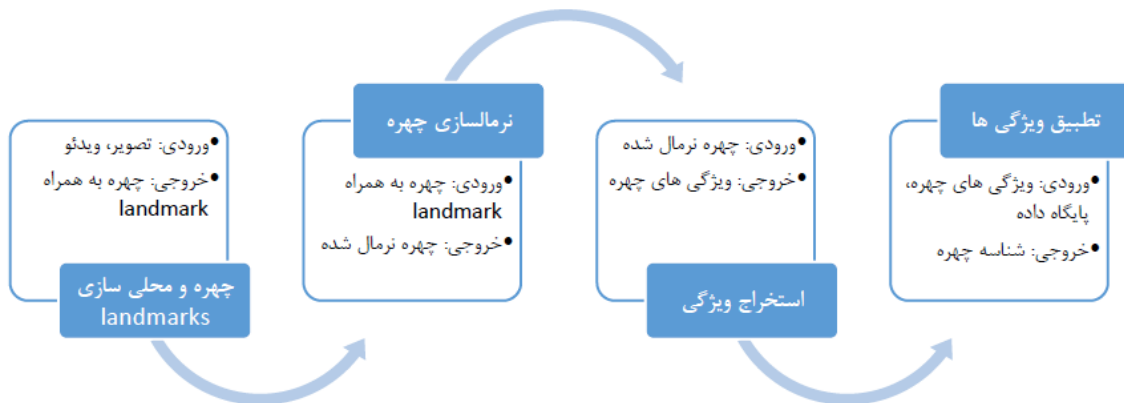 •ورودی: تصویر، ویدئو
•خروجی: چهره به همراه
landmark
چهره و محلی سازی
landmarks
نرمالسازی چهره
•ورودی: چهره به همراه
landmark
•خروجی: چهره نرمال شده
•ورودی: چهره نرمال شده
•خروجی: ویژگی های چهره
استخراج ویژگی
تطبیق ویژگی ها
•ورودی: ویژگی های چهره،
پایگاه داده
•خروجی: شناسه چهره